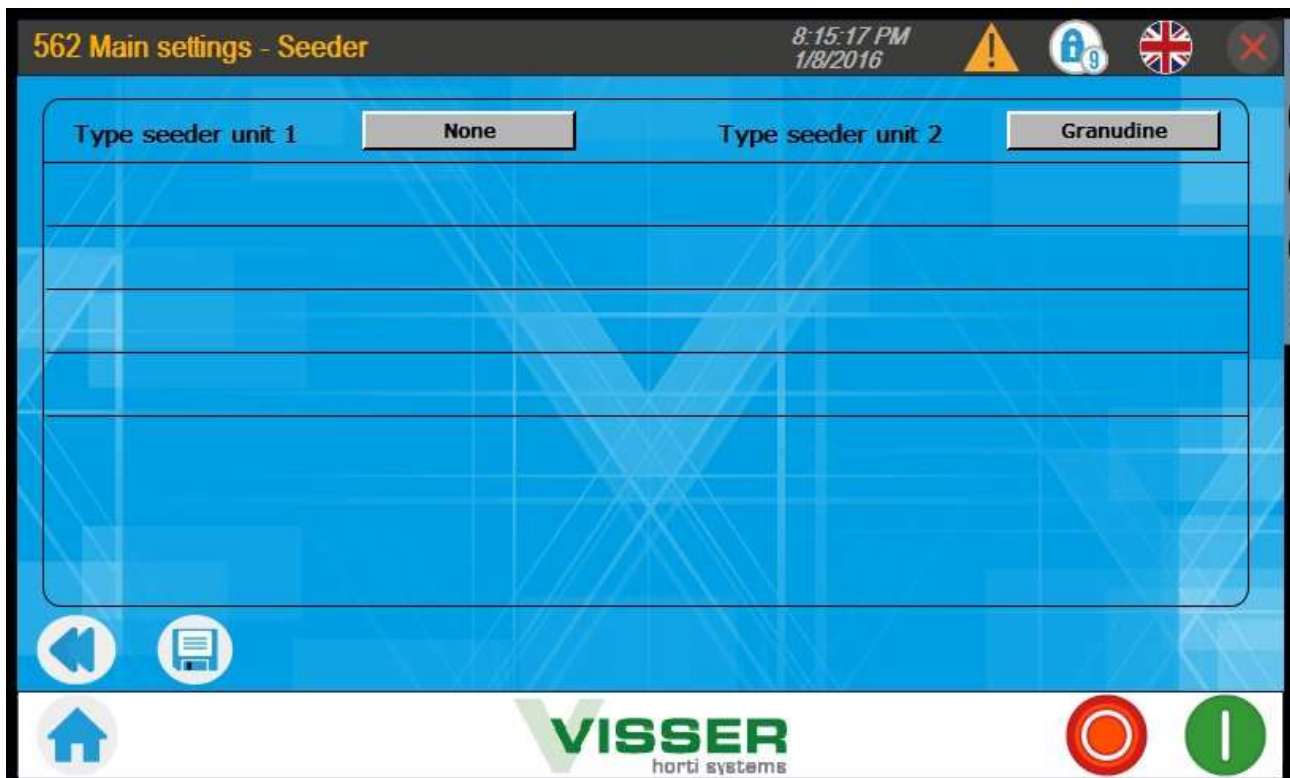 562 Main settings - Seeder
8:15:17 PM
1/8/2016
9
Type seeder unit 1 None Type seeder unit 2 Granudine
VISSER
horti systems